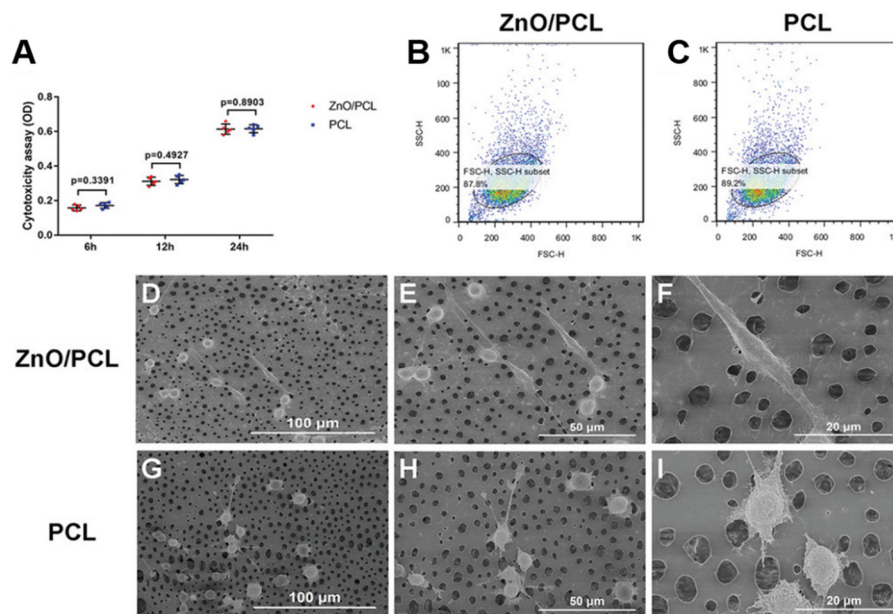 ZnO/PCL
PCL
A
B
C
Cytotoxicity assay (OD)
0.8
0.6
0.4
0.2
0.0
p=0.3391
p=0.4927
p=0.8903
6h
12h
24h
ZnO/PCL
PCL
SSC-H
1K
800
600
400
200
0
FSC-H, SSC-H subset
87.8%
0 200 400 600 800 1K
FSC-H
SSC-H
1K
800
600
400
200
0
FSC-H, SSC-H subset
89.2%
0 200 400 600 800 1K
FSC-H
ZnO/PCL
D
100 µm
E
50 µm
F
20 µm
PCL
G
100 µm
H
50 µm
I
20 µm